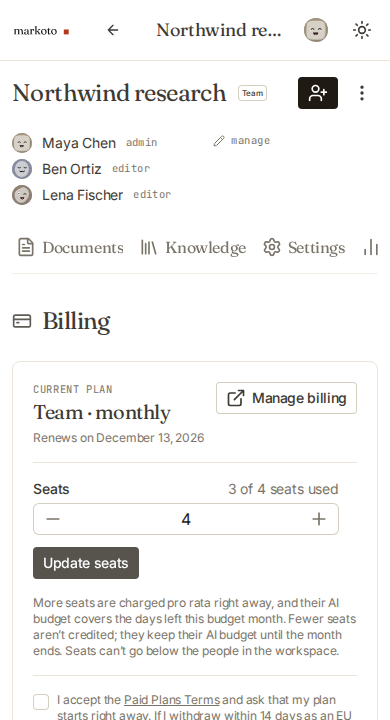 markoto
Northwind re...
Northwind research Team
Maya Chen admin manage
Ben Ortiz editor
Lena Fischer editor
Documents Knowledge Settings
Billing
CURRENT PLAN
Team · monthly
Manage billing
Renews on December 13, 2026
Seats 3 of 4 seats used
4
Update seats
More seats are charged pro rata right away, and their AI
budget covers the days left this budget month. Fewer seats
aren't credited; they keep their AI budget until the month
ends. Seats can't go below the people in the workspace.
I accept the Paid Plans Terms and ask that my plan
starts right away. If I withdraw within 14 days as an EU